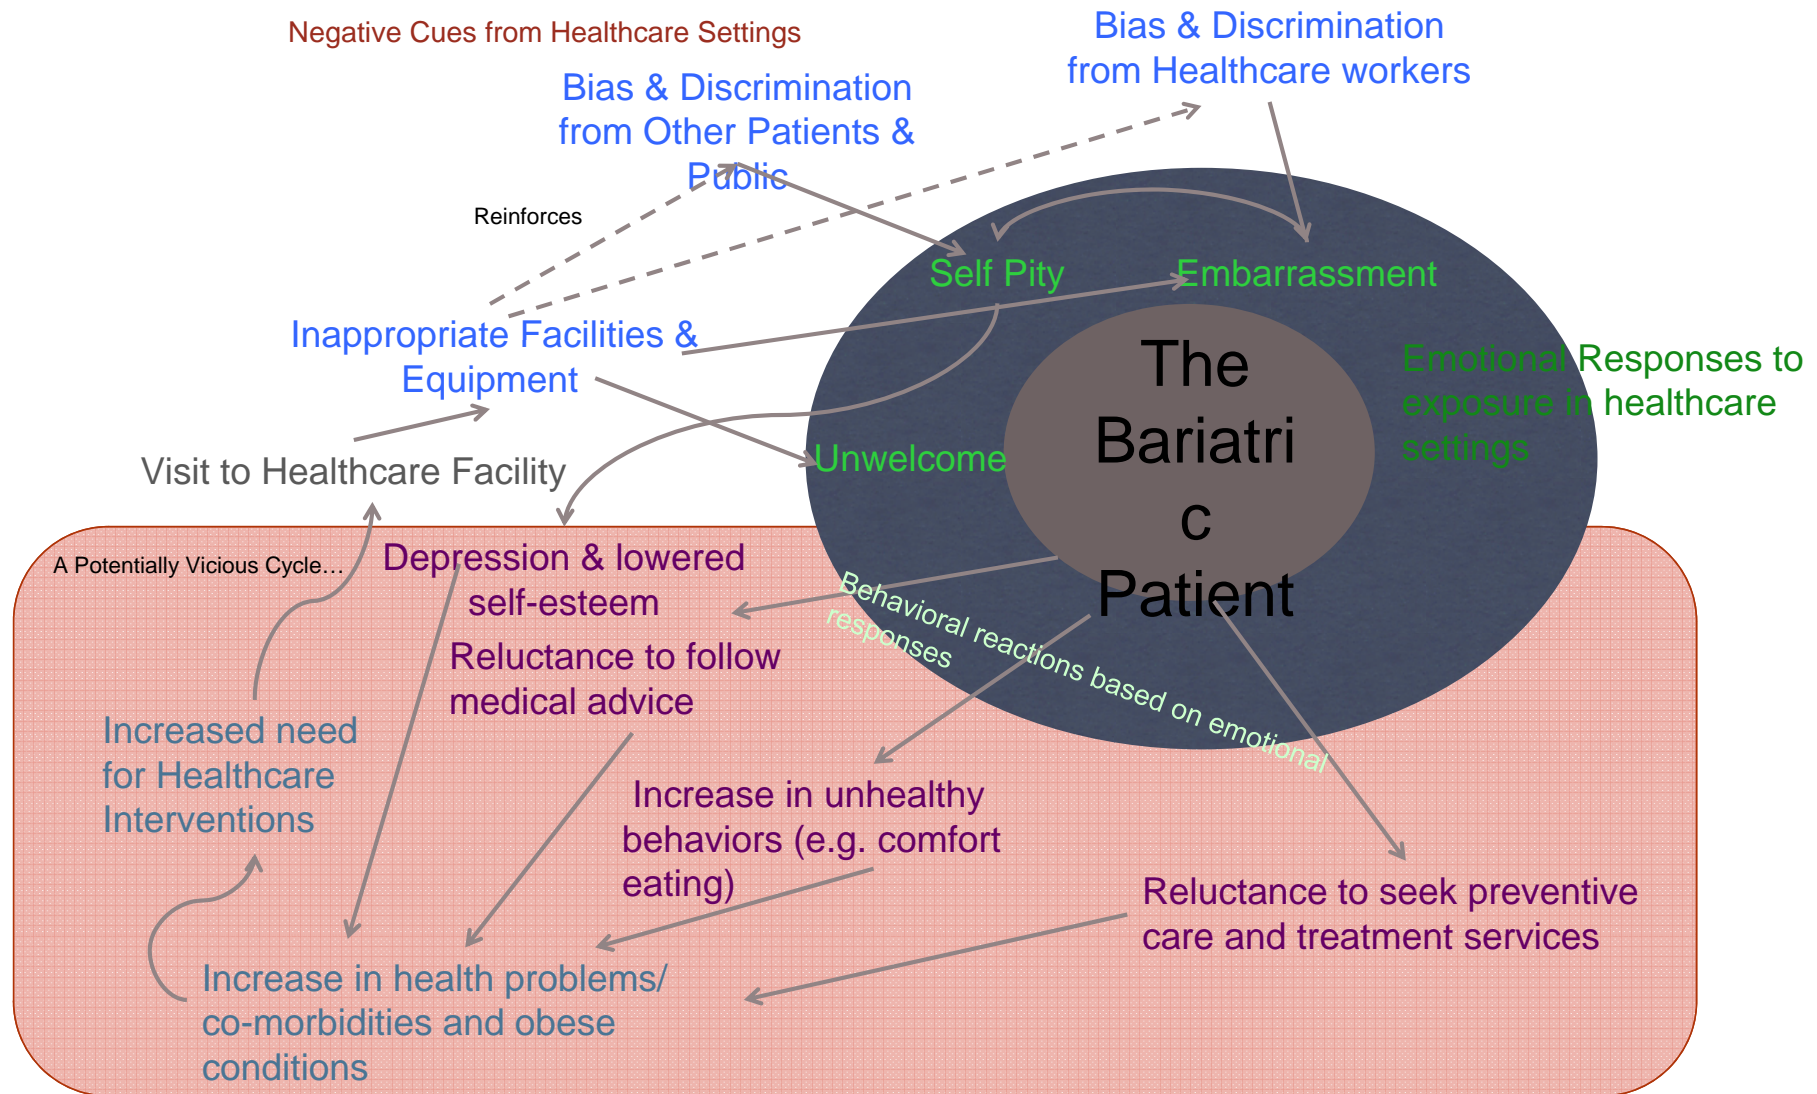 Negative Cues from Healthcare Settings
Bias & Discrimination
from Healthcare workers
Bias & Discrimination
from Other Patients &
Public
Reinforces
Self Pity
Embarrassment
Inappropriate Facilities &
Equipment
The
Bariatri
c
Patient
Emotional Responses to
exposure in healthcare
settings
Unwelcome
Visit to Healthcare Facility
A Potentially Vicious Cycle…
Depression & lowered
self-esteem
Behavioral reactions based on emotional
responses
Reluctance to follow
medical advice
Increased need
for Healthcare
Interventions
Increase in unhealthy
behaviors (e.g. comfort
eating)
Reluctance to seek preventive
care and treatment services
Increase in health problems/
co-morbidities and obese
conditions